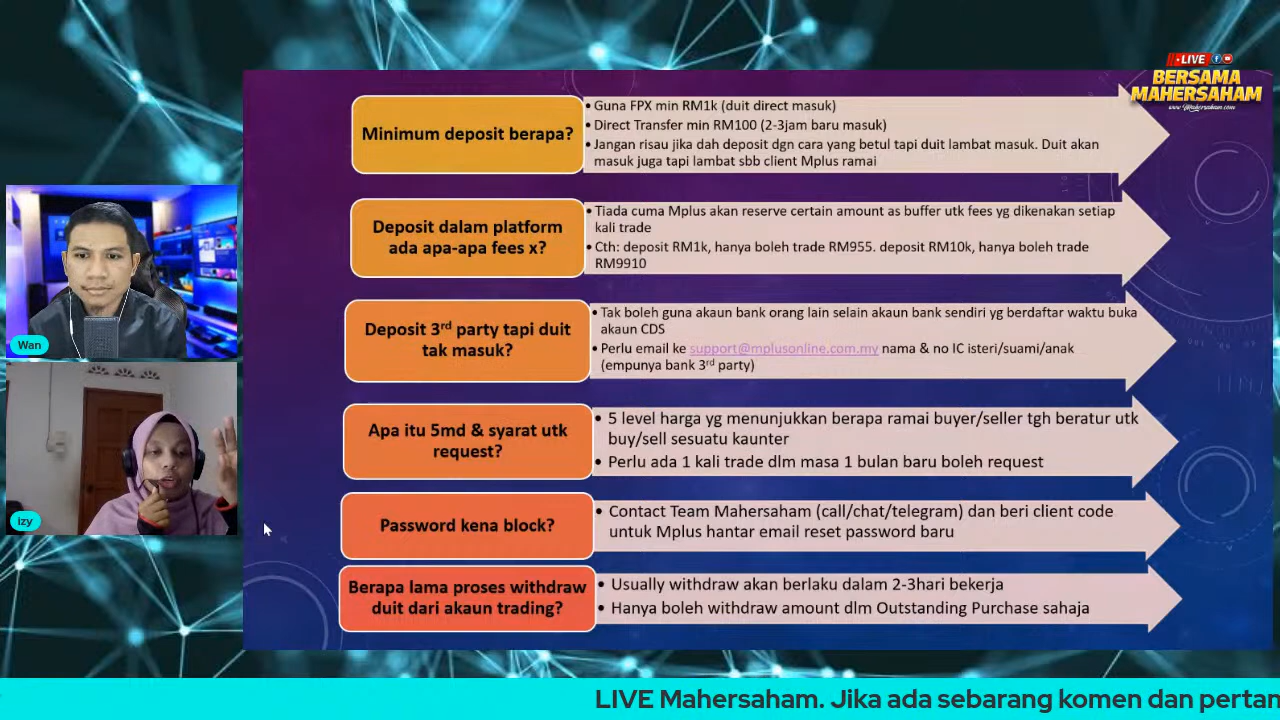 LIVE
BERSAMA
MAHERSAHAM
www.Mahersaham.com
Minimum deposit berapa?
• Guna FPX min RM1k (duit direct masuk)
• Direct Transfer min RM100 (2-3jam baru masuk)
• Jangan risau jika dah deposit dgn cara yang betul tapi duit lambat masuk. Duit akan
masuk juga tapi lambat sbb client Mplus ramai
Deposit dalam platform
ada apa-apa fees x?
• Tiada cuma Mplus akan reserve certain amount as buffer utk fees yg dikenakan setiap
kali trade
• Cth: deposit RM1k, hanya boleh trade RM955. deposit RM10k, hanya boleh trade
RM9910
Deposit 3rd party tapi duit
tak masuk?
• Tak boleh guna akaun bank orang lain selain akaun bank sendiri yg berdaftar waktu buka
akaun CDS
• Perlu email ke support@mplusonline.com.my nama & no IC isteri/suami/anak
(empunya bank 3rd party)
Apa itu 5md & syarat utk
request?
• 5 level harga yg menunjukkan berapa ramai buyer/seller tgh beratur utk
buy/sell sesuatu kaunter
• Perlu ada 1 kali trade dlm masa 1 bulan baru boleh request
Password kena block?
• Contact Team Mahersaham (call/chat/telegram) dan beri client code
untuk Mplus hantar email reset password baru
Berapa lama proses withdraw
duit dari akaun trading?
• Usually withdraw akan berlaku dalam 2-3hari bekerja
• Hanya boleh withdraw amount dlm Outstanding Purchase sahaja
Wan
izy
LIVE Mahersaham. Jika ada sebarang komen dan pertan